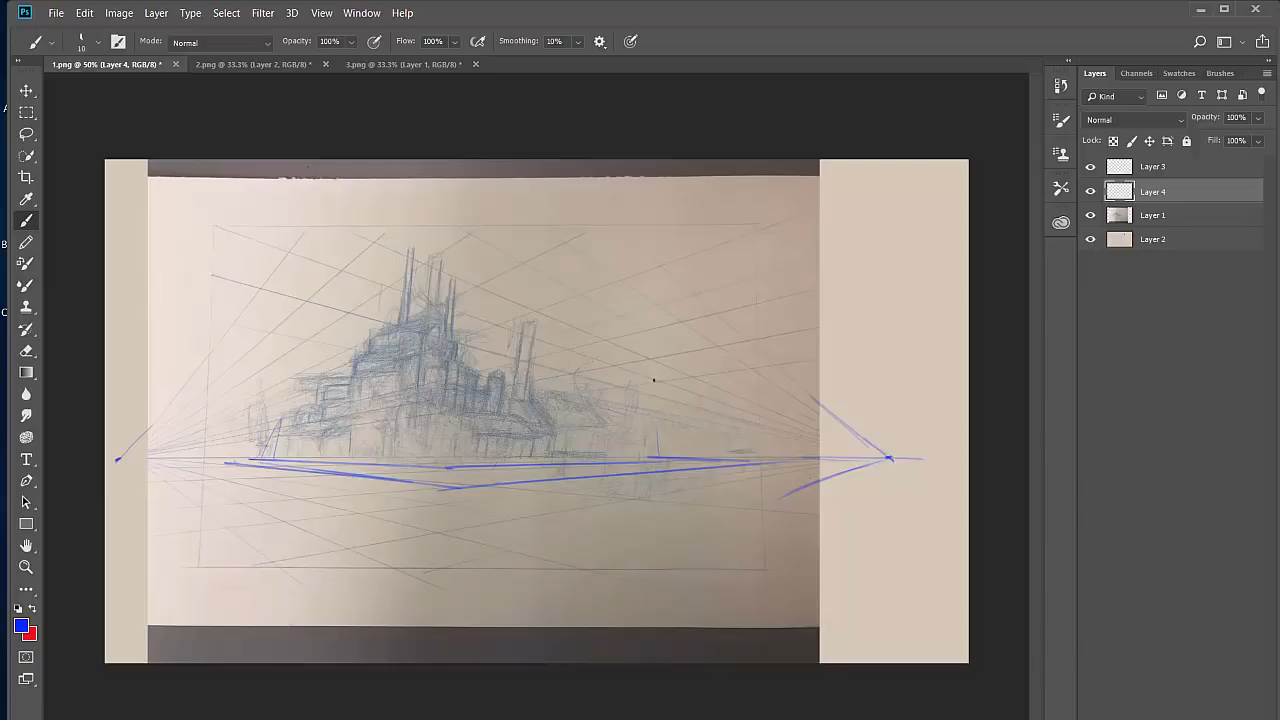 Ps File Edit Image Layer Type Select Filter 3D View Window Help
10 Mode: Normal Opacity: 100% Flow: 100% Smoothing: 10%
1.png @ 50% (Layer 4, RGB/8) * × 2.png @ 33.3% (Layer 2, RGB/8) * × 3.png @ 33.3% (Layer 1, RGB/8) * ×
Layers Channels Swatches Brushes
Kind
Normal Opacity: 100%
Lock: Fill: 100%
Layer 3
Layer 4
Layer 1
Layer 2